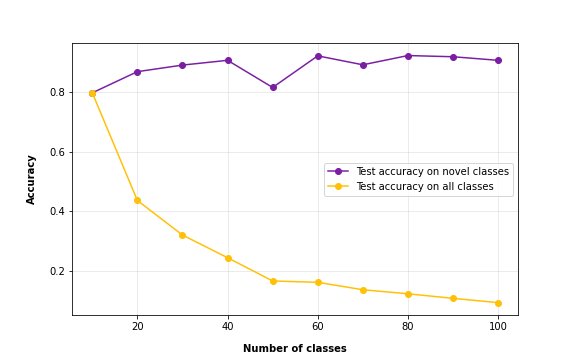 0.8
0.6
0.4
0.2
Accuracy
Test accuracy on novel classes
Test accuracy on all classes
20 40 60 80 100
Number of classes